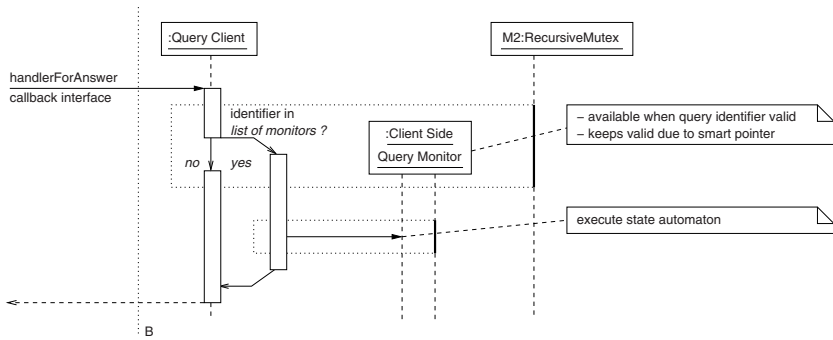 :Query Client
M2:RecursiveMutex
handlerForAnswer
callback interface
identifier in
list of monitors ?
:Client Side
Query Monitor
– available when query identifier valid
– keeps valid due to smart pointer
no
yes
execute state automaton
B